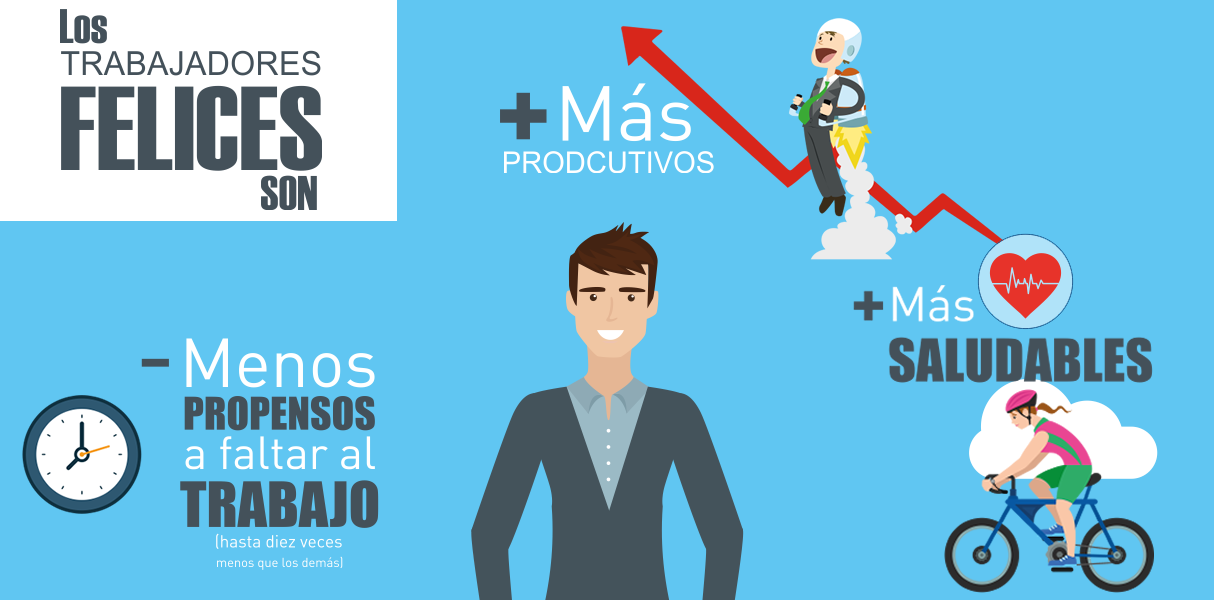 Los
TRABAJADORES
FELICES
SON
+ Más
PRODCUTIVOS
+ Más
SALUDABLES
- Menos
PROPENSOS
a faltar al
TRABAJO
(hasta diez veces
menos que los demás)